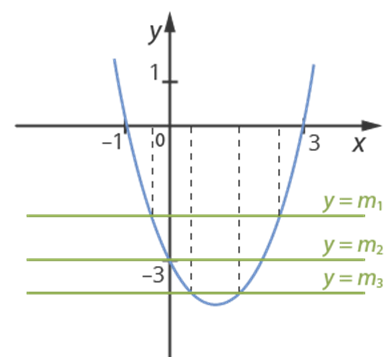 y
1
–1
0
3
x
y = m₁
y = m₂
–3
y = m₃